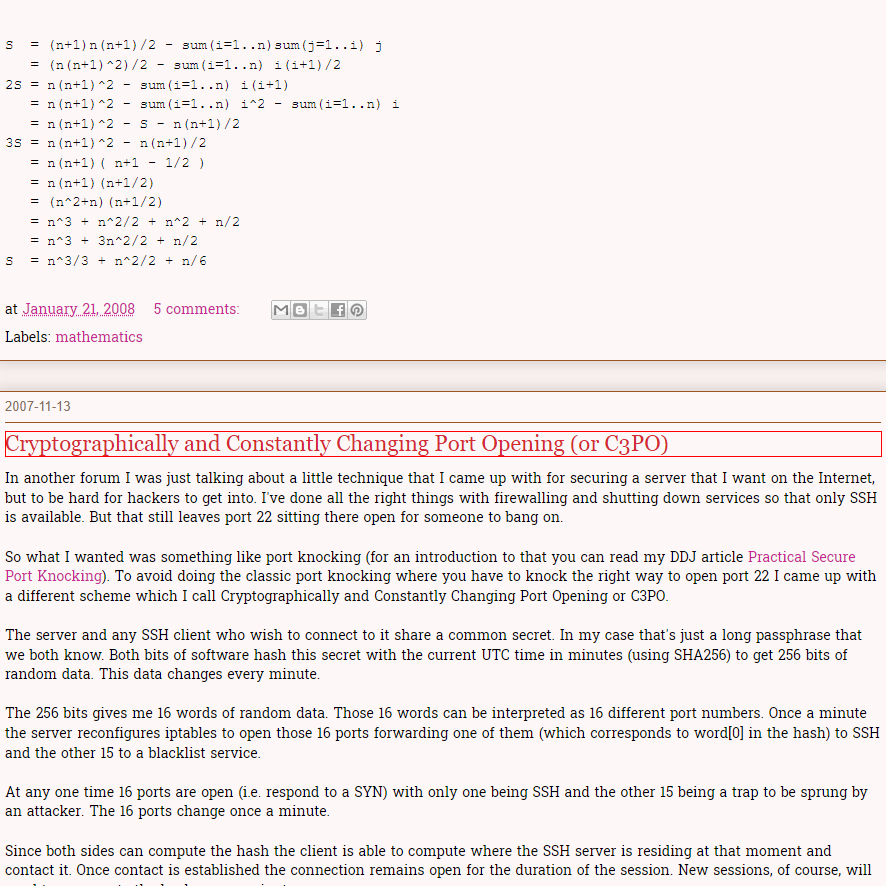 S  = (n+1)n(n+1)/2 - sum(i=1..n)sum(j=1..i) j
   = (n(n+1)^2)/2 - sum(i=1..n) i(i+1)/2
2S = n(n+1)^2 - sum(i=1..n) i(i+1)
   = n(n+1)^2 - sum(i=1..n) i^2 - sum(i=1..n) i
   = n(n+1)^2 - S - n(n+1)/2
3S = n(n+1)^2 - n(n+1)/2
   = n(n+1)( n+1 - 1/2 )
   = n(n+1)(n+1/2)
   = (n^2+n)(n+1/2)
   = n^3 + n^2/2 + n^2 + n/2
   = n^3 + 3n^2/2 + n/2
S  = n^3/3 + n^2/2 + n/6
at January 21, 2008 5 comments:
Labels: mathematics
2007-11-13
Cryptographically and Constantly Changing Port Opening (or C3PO)
In another forum I was just talking about a little technique that I came up with for securing a server that I want on the Internet,
but to be hard for hackers to get into. I've done all the right things with firewalling and shutting down services so that only SSH
is available. But that still leaves port 22 sitting there open for someone to bang on.
So what I wanted was something like port knocking (for an introduction to that you can read my DDJ article Practical Secure
Port Knocking). To avoid doing the classic port knocking where you have to knock the right way to open port 22 I came up with
a different scheme which I call Cryptographically and Constantly Changing Port Opening or C3PO.
The server and any SSH client who wish to connect to it share a common secret. In my case that's just a long passphrase that
we both know. Both bits of software hash this secret with the current UTC time in minutes (using SHA256) to get 256 bits of
random data. This data changes every minute.
The 256 bits gives me 16 words of random data. Those 16 words can be interpreted as 16 different port numbers. Once a minute
the server reconfigures iptables to open those 16 ports forwarding one of them (which corresponds to word[0] in the hash) to SSH
and the other 15 to a blacklist service.
At any one time 16 ports are open (i.e. respond to a SYN) with only one being SSH and the other 15 being a trap to be sprung by
an attacker. The 16 ports change once a minute.
Since both sides can compute the hash the client is able to compute where the SSH server is residing at that moment and
contact it. Once contact is established the connection remains open for the duration of the session. New sessions, of course, will